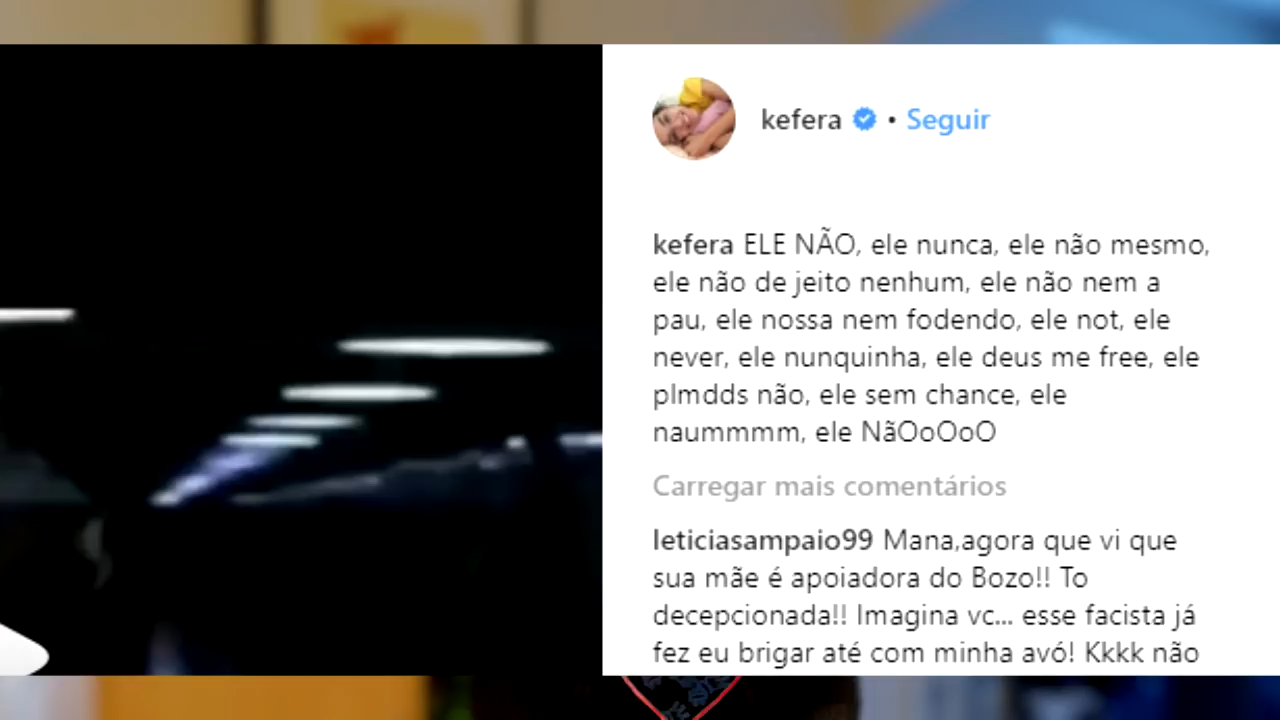 kefera • Seguir
kefera ELE NÃO, ele nunca, ele não mesmo,
ele não de jeito nenhum, ele não nem a
pau, ele nossa nem fodendo, ele not, ele
never, ele nunquinha, ele deus me free, ele
plmdds não, ele sem chance, ele
naummmm, ele NãOoOoO
Carregar mais comentários
leticiasampaio99 Mana,agora que vi que
sua mãe é apoiadora do Bozo!! To
decepcionada!! Imagina vc... esse facista já
fez eu brigar até com minha avó! Kkkk não